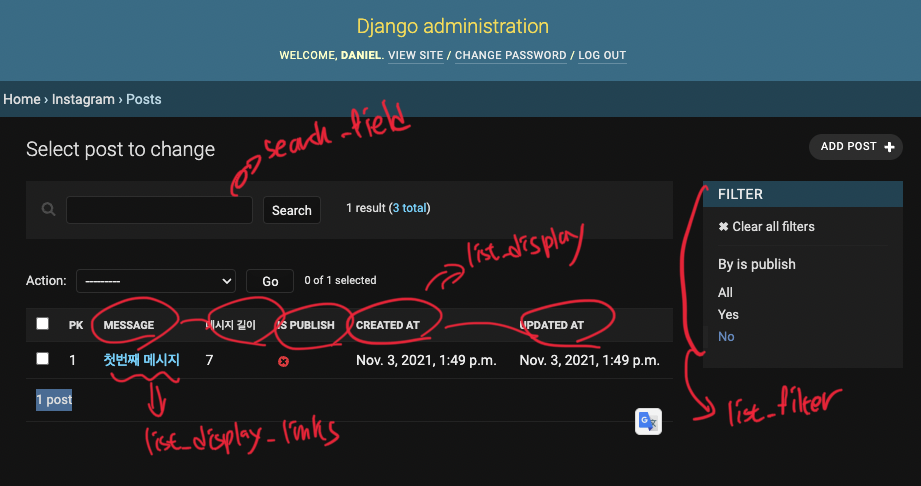 Django administration
WELCOME, DANIEL. VIEW SITE / CHANGE PASSWORD / LOG OUT
Home › Instagram › Posts
search_field
Select post to change
ADD POST +
Search
1 result (3 total)
FILTER
✖ Clear all filters
By is publish
All
Yes
No
list_filter
list_display
Action:
---------
Go
0 of 1 selected
PK MESSAGE 메시지 길이 IS PUBLISH CREATED AT UPDATED AT
1 첫번째 메시지 7 Nov. 3, 2021, 1:49 p.m. Nov. 3, 2021, 1:49 p.m.
1 post
list_display_links
G